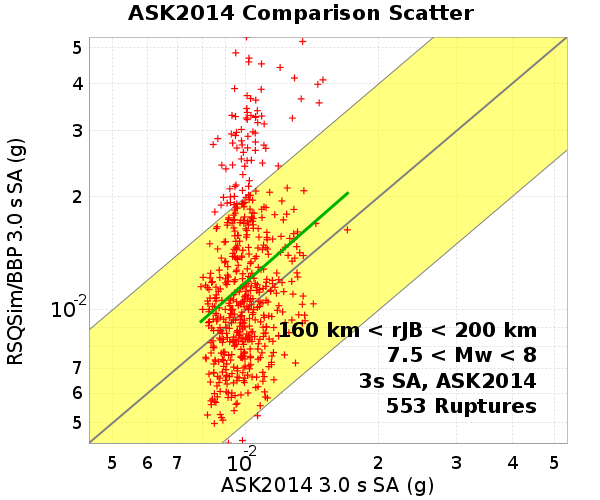 ASK2014 Comparison Scatter
RSQSim/BBP 3.0 s SA (g)
5
4
3
2
10-2
7
6
5
160 km < rJB < 200 km
7.5 < Mw < 8
3s SA, ASK2014
553 Ruptures
5 6 7 10-2 2 3 4 5
ASK2014 3.0 s SA (g)